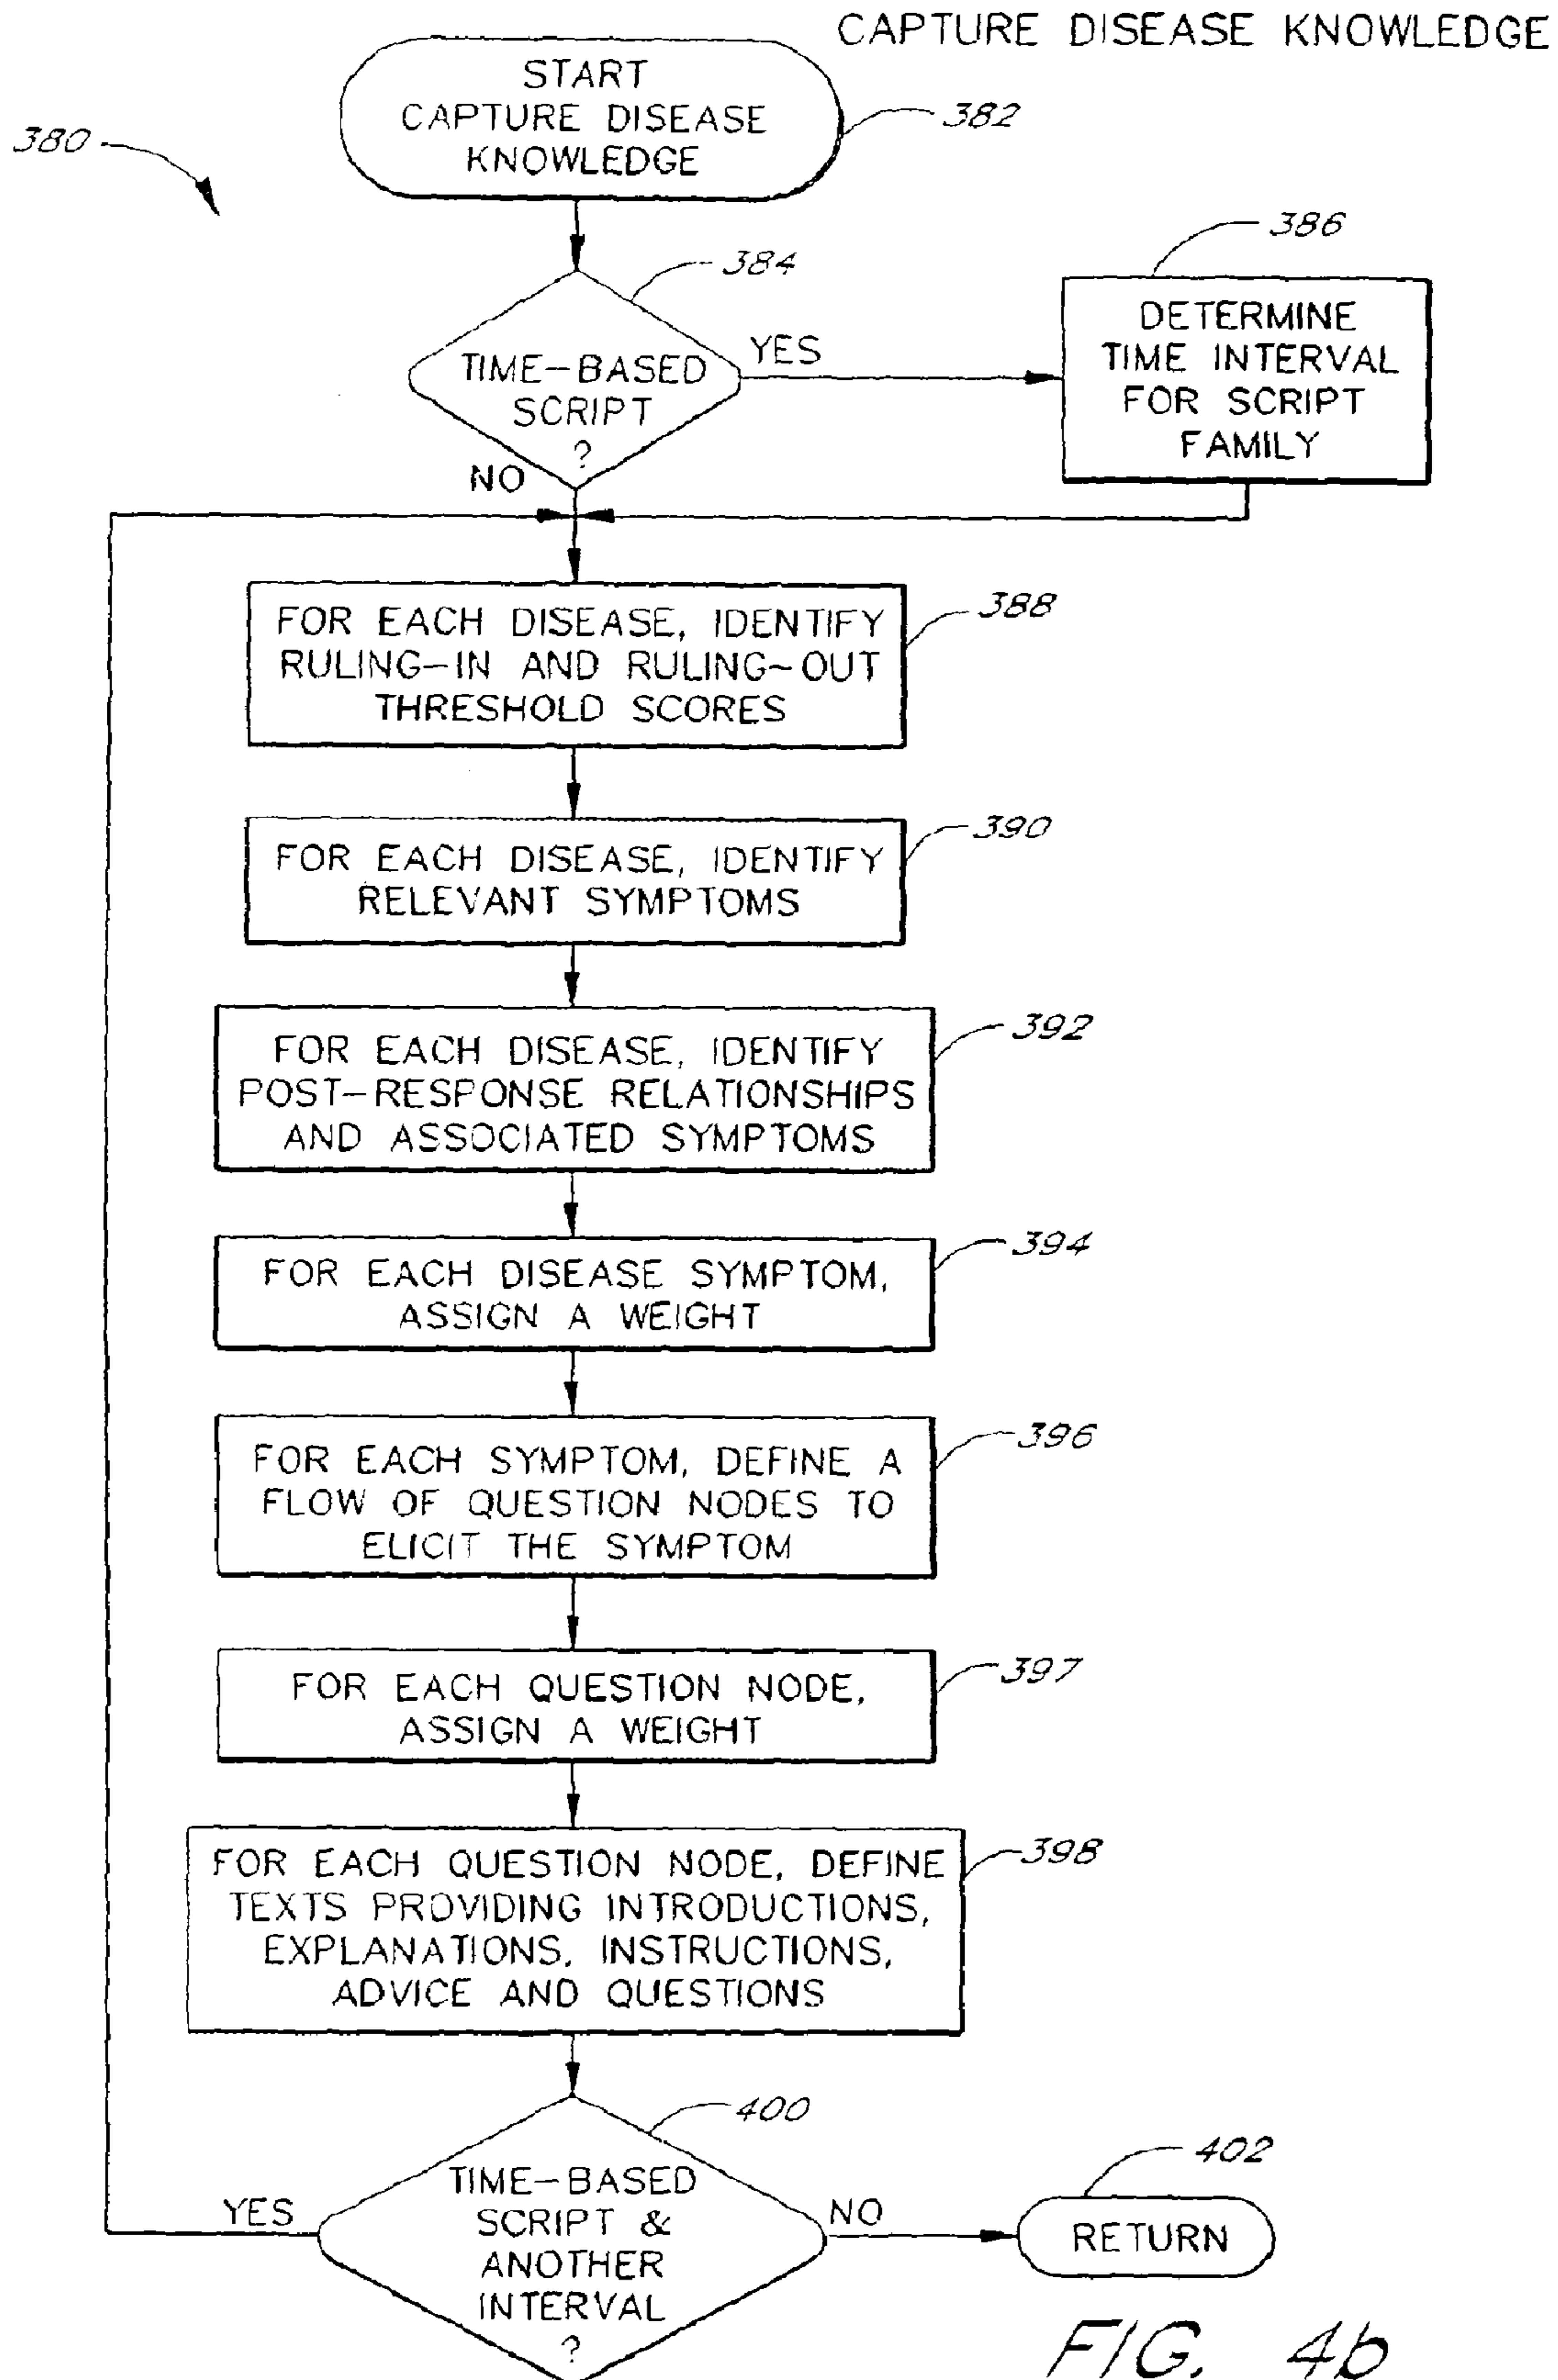 CAPTURE DISEASE KNOWLEDGE
START
CAPTURE DISEASE
KNOWLEDGE
382
380
384
386
TIME-BASED
SCRIPT
?
YES
NO
DETERMINE
TIME INTERVAL
FOR SCRIPT
FAMILY
FOR EACH DISEASE, IDENTIFY
RULING-IN AND RULING-OUT
THRESHOLD SCORES
388
FOR EACH DISEASE, IDENTIFY
RELEVANT SYMPTOMS
390
FOR EACH DISEASE, IDENTIFY
POST-RESPONSE RELATIONSHIPS
AND ASSOCIATED SYMPTOMS
392
FOR EACH DISEASE SYMPTOM,
ASSIGN A WEIGHT
394
FOR EACH SYMPTOM, DEFINE A
FLOW OF QUESTION NODES TO
ELICIT THE SYMPTOM
396
FOR EACH QUESTION NODE,
ASSIGN A WEIGHT
397
FOR EACH QUESTION NODE, DEFINE
TEXTS PROVIDING INTRODUCTIONS,
EXPLANATIONS, INSTRUCTIONS,
ADVICE AND QUESTIONS
398
400
TIME-BASED
SCRIPT &
ANOTHER
INTERVAL
?
YES
NO
402
RETURN
FIG. 4b